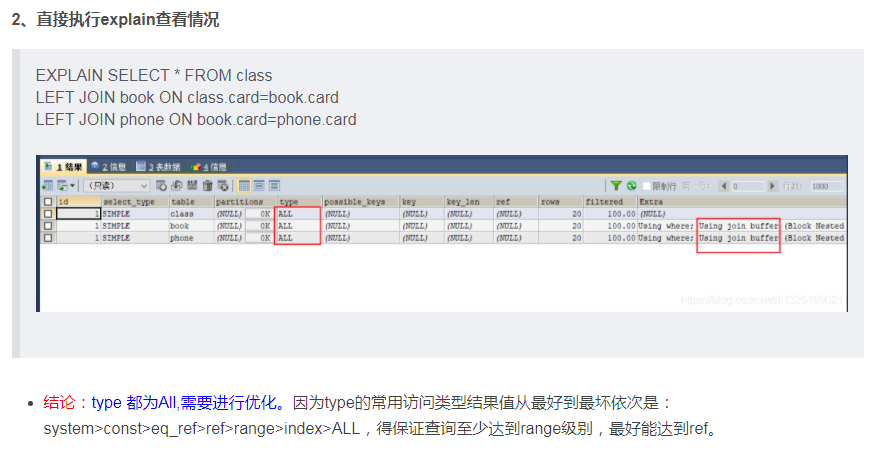 2、直接执行explain查看情况
EXPLAIN SELECT * FROM class
LEFT JOIN book ON class.card=book.card
LEFT JOIN phone ON book.card=phone.card
1 结果 2 信息 3 表数据 4 信息
(只读) 限制行 第一行: 0 行数: 1000
id select_type table partitions type possible_keys key key_len ref rows filtered Extra
1 SIMPLE class (NULL) 0K ALL (NULL) (NULL) (NULL) (NULL) 20 100.00 (NULL)
1 SIMPLE book (NULL) 0K ALL (NULL) (NULL) (NULL) (NULL) 20 100.00 Using where; Using join buffer (Block Nested
1 SIMPLE phone (NULL) 0K ALL (NULL) (NULL) (NULL) (NULL) 20 100.00 Using where; Using join buffer (Block Nested
结论：type 都为All,需要进行优化。因为type的常用访问类型结果值从最好到最坏依次是：
system>const>eq_ref>ref>range>index>ALL，得保证查询至少达到range级别，最好能达到ref。